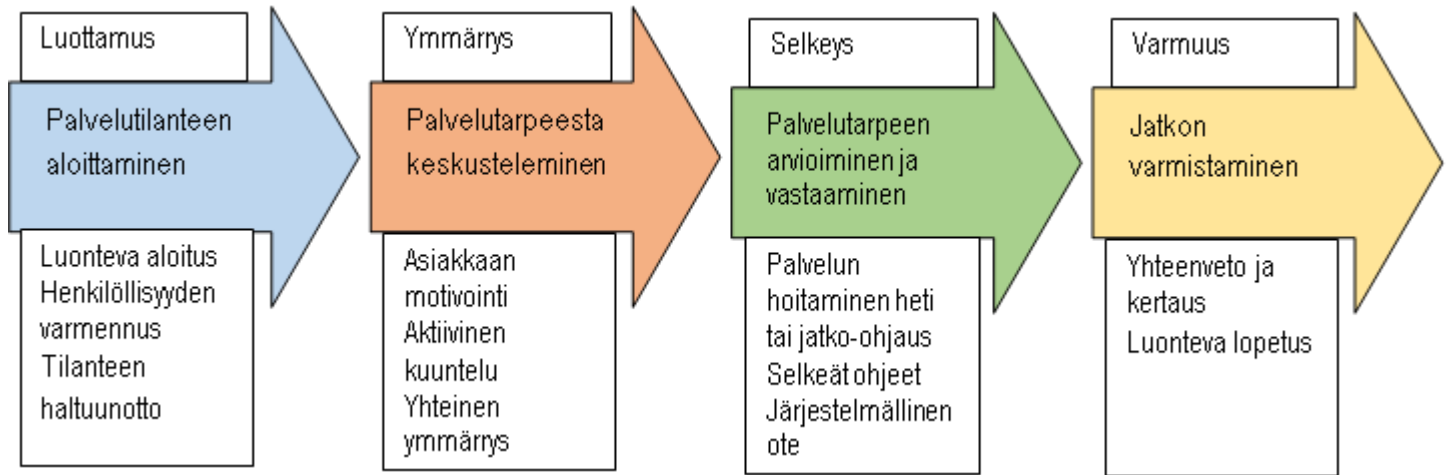 Luottamus
Palvelutilanteen
aloittaminen
Luonteva aloitus
Henkilöllisyyden
varmennus
Tilanteen
haltuunotto
Ymmärrys
Palvelutarpeesta
keskusteleminen
Asiakkaan
motivointi
Aktiivinen
kuuntelu
Yhteinen
ymmärrys
Selkeys
Palvelutarpeen
arvioiminen ja
vastaaminen
Palvelun
hoitaminen heti
tai jatko-ohjaus
Selkeät ohjeet
Järjestelmällinen
ote
Varmuus
Jatkon
varmistaminen
Yhteenveto ja
kertaus
Luonteva lopetus